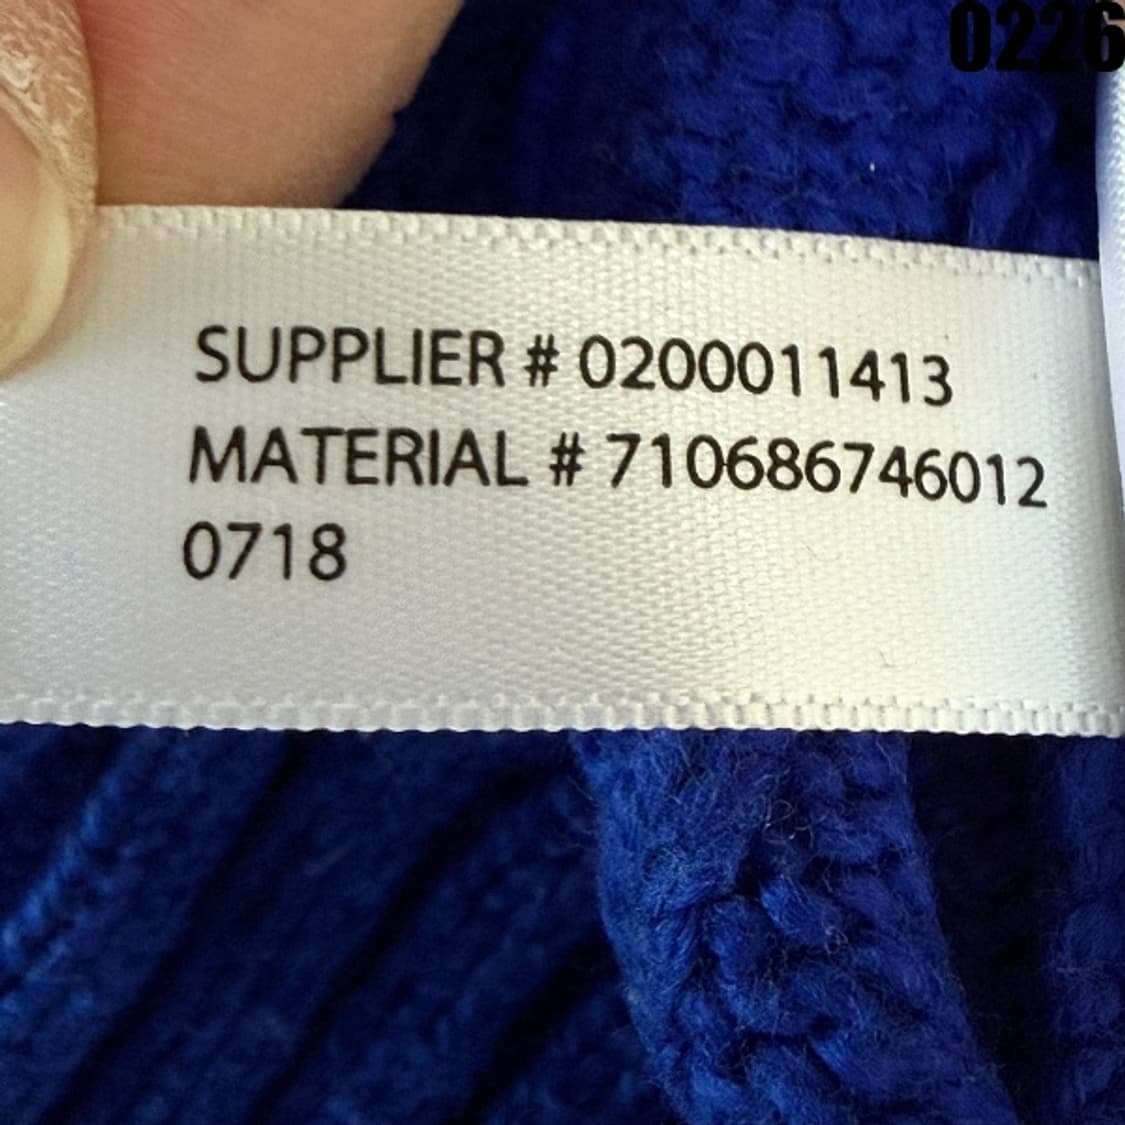 0226
SUPPLIER # 0200011413
MATERIAL # 710686746012
0718